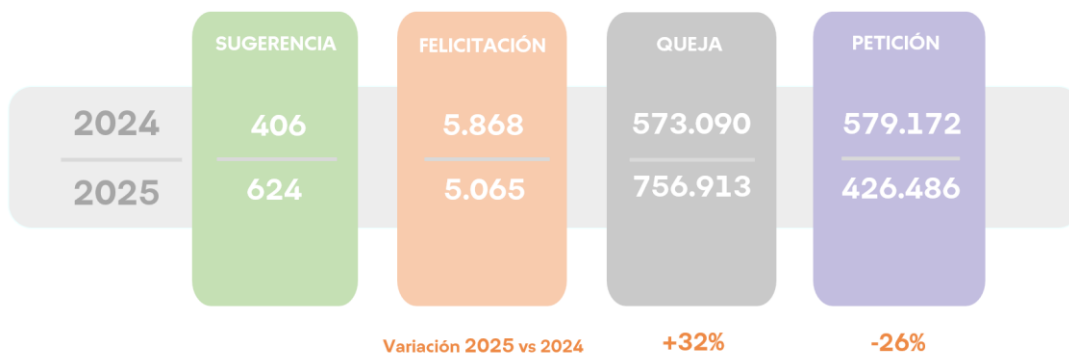 SUGERENCIA FELICITACIÓN QUEJA PETICIÓN
2024 406 5.868 573.090 579.172
2025 624 5.065 756.913 426.486
Variación 2025 vs 2024 +32% -26%